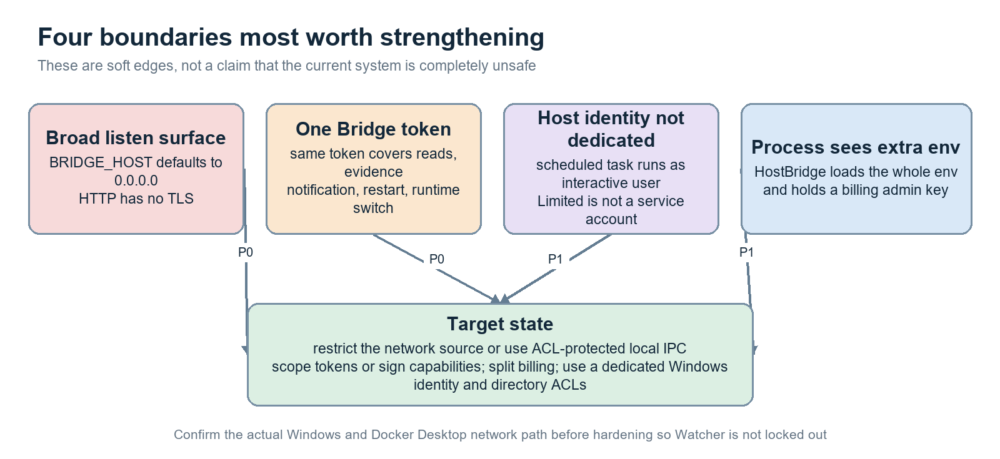 Four boundaries most worth strengthening
These are soft edges, not a claim that the current system is completely unsafe
Broad listen surface
BRIDGE_HOST defaults to
0.0.0.0
HTTP has no TLS
One Bridge token
same token covers reads,
evidence
notification, restart, runtime
switch
Host identity not
dedicated
scheduled task runs as
interactive user
Limited is not a service
account
Process sees extra env
HostBridge loads the whole env
and holds a billing admin key
P0
P0
P1
P1
Target state
restrict the network source or use ACL-protected local IPC
scope tokens or sign capabilities; split billing; use a dedicated Windows
identity and directory ACLs
Confirm the actual Windows and Docker Desktop network path before hardening so Watcher is not locked out